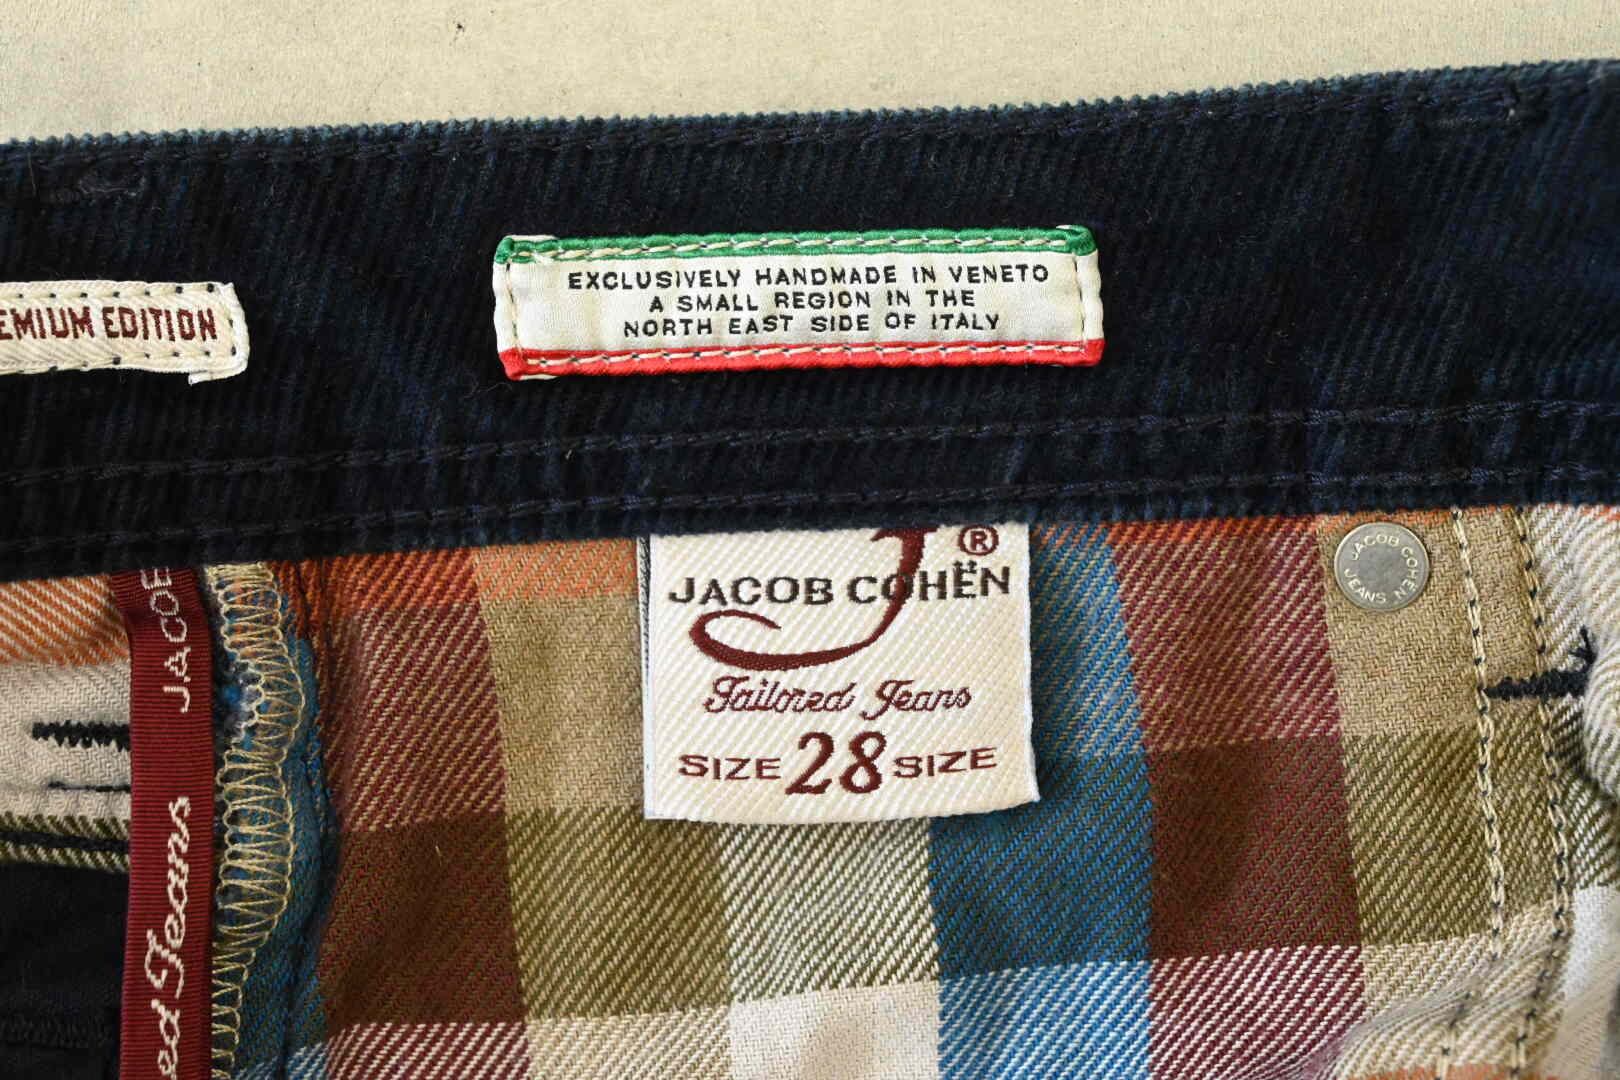 EXCLUSIVELY HANDMADE IN VENETO
A SMALL REGION IN THE
NORTH EAST SIDE OF ITALY
EMIUM EDITION
J ®
JACOB COHËN
Tailored Jeans
SIZE 28 SIZE
JACOB COHEN
JEANS
JACOB
ed Jeans